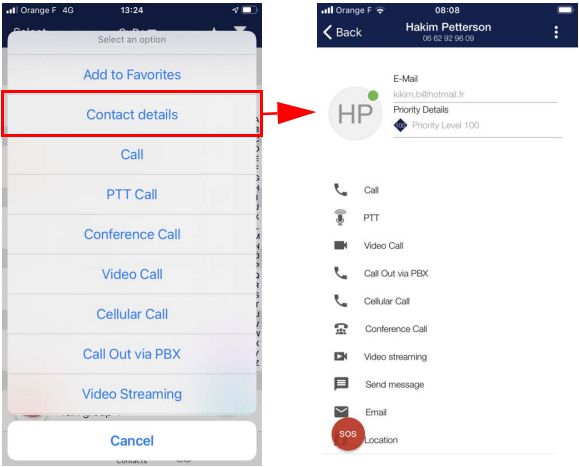 Orange F 4G 13:24
Select an option
Add to Favorites
Contact details
Call
PTT Call
Conference Call
Video Call
Cellular Call
Call Out via PBX
Video Streaming
Cancel
Contacts
Orange F 08:08
Back
Hakim Petterson
06 62 92 96 09
HP
E-Mail
kikim.b@hotmail.fr
Priority Details
100 Priority Level 100
Call
PTT
Video Call
Call Out via PBX
Cellular Call
Conference Call
Video streaming
Send message
Email
SOS
Location